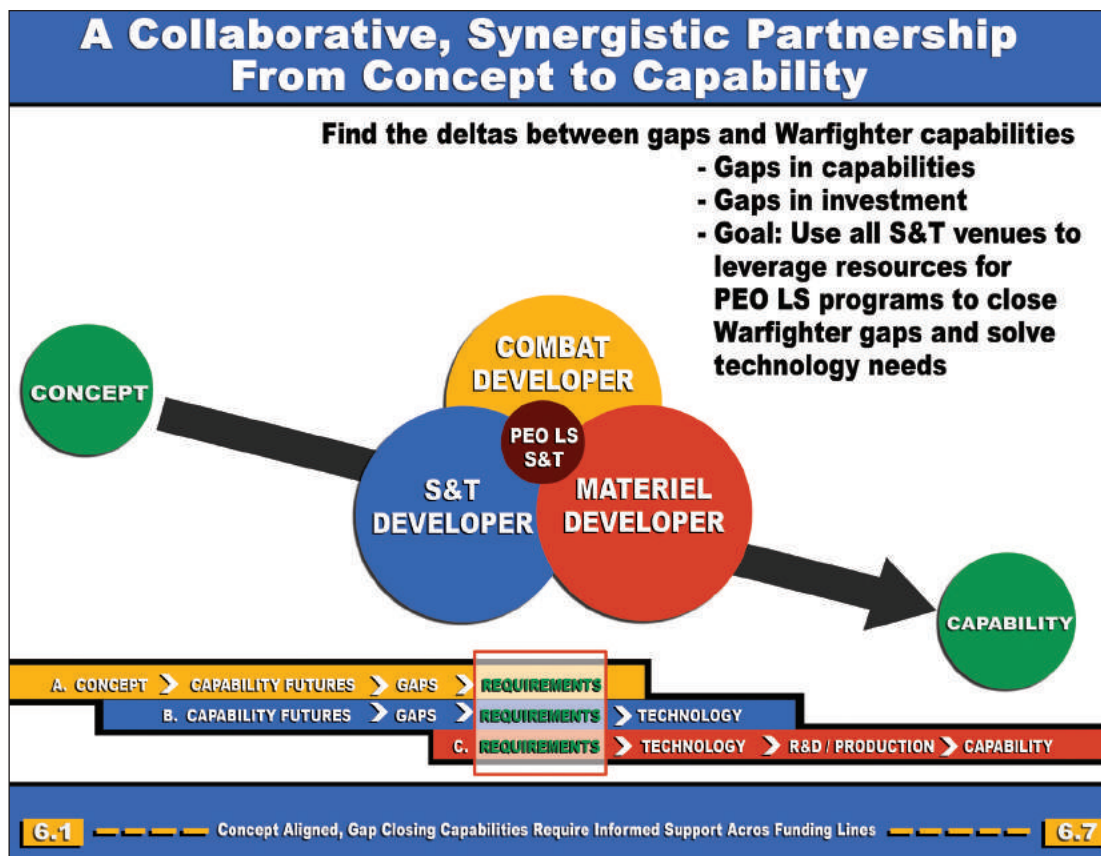 A Collaborative, Synergistic Partnership
From Concept to Capability
Find the deltas between gaps and Warfighter capabilities
- Gaps in capabilities
- Gaps in investment
- Goal: Use all S&T venues to
leverage resources for
PEO LS programs to close
Warfighter gaps and solve
technology needs
CONCEPT
COMBAT
DEVELOPER
PEO LS
S&T
S&T
DEVELOPER
MATERIEL
DEVELOPER
CAPABILITY
A. CONCEPT > CAPABILITY FUTURES > GAPS > REQUIREMENTS
B. CAPABILITY FUTURES > GAPS > REQUIREMENTS > TECHNOLOGY
C. REQUIREMENTS > TECHNOLOGY > R&D / PRODUCTION > CAPABILITY
6.1 Concept Aligned, Gap Closing Capabilities Require Informed Support Acros Funding Lines 6.7